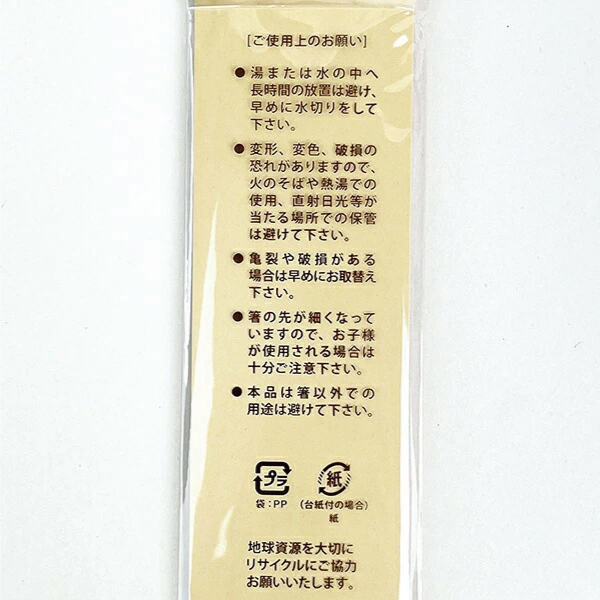 [ご使用上のお願い]
●湯または水の中へ
長時間の放置は避け、
早めに水切りをして
下さい。
●変形、変色、破損の
恐れがありますので、
火のそばや熱湯での
使用、直射日光等が
当たる場所での保管
は避けて下さい。
●亀裂や破損がある
場合は早めにお取替え
下さい。
●箸の先が細くなって
いますので、お子様
が使用される場合は
十分ご注意下さい。
●本品は箸以外での
用途は避けて下さい。
プラ 紙
袋:PP (台紙付の場合)
紙
地球資源を大切に
リサイクルにご協力
お願いいたします。